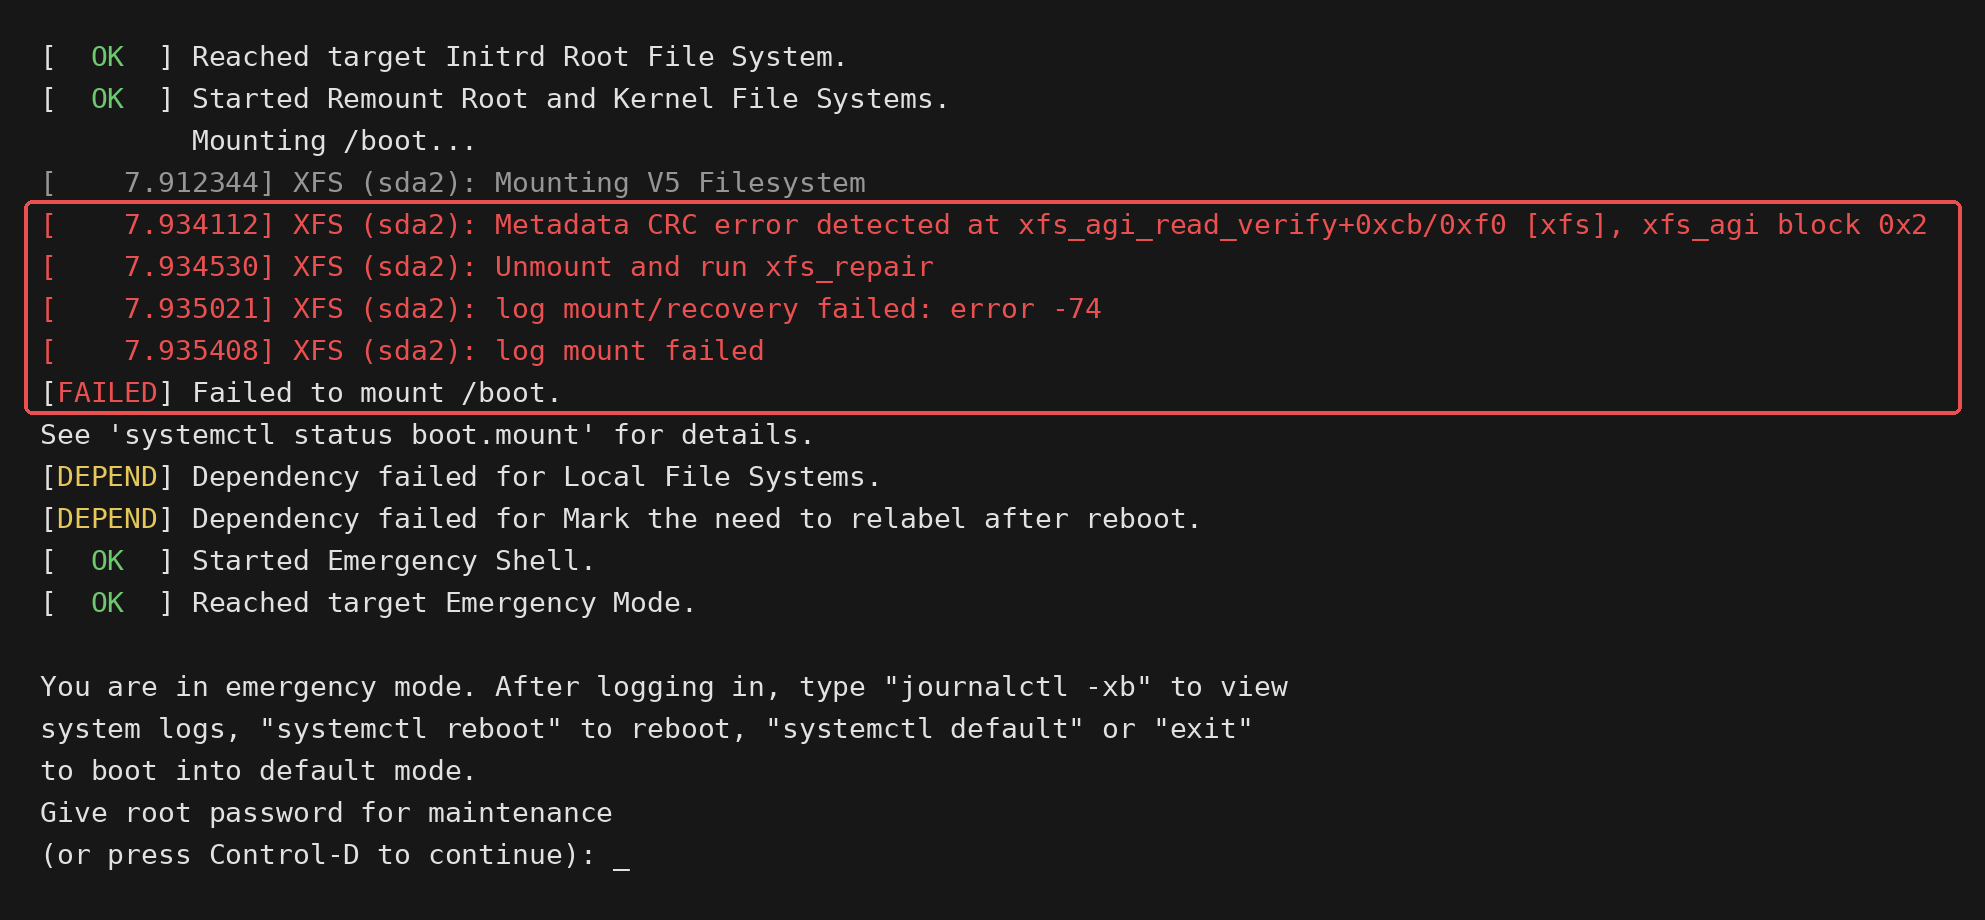 [  OK  ] Reached target Initrd Root File System.
[  OK  ] Started Remount Root and Kernel File Systems.
         Mounting /boot...
[    7.912344] XFS (sda2): Mounting V5 Filesystem
[    7.934112] XFS (sda2): Metadata CRC error detected at xfs_agi_read_verify+0xcb/0xf0 [xfs], xfs_agi block 0x2
[    7.934530] XFS (sda2): Unmount and run xfs_repair
[    7.935021] XFS (sda2): log mount/recovery failed: error -74
[    7.935408] XFS (sda2): log mount failed
[FAILED] Failed to mount /boot.
See 'systemctl status boot.mount' for details.
[DEPEND] Dependency failed for Local File Systems.
[DEPEND] Dependency failed for Mark the need to relabel after reboot.
[  OK  ] Started Emergency Shell.
[  OK  ] Reached target Emergency Mode.

You are in emergency mode. After logging in, type "journalctl -xb" to view
system logs, "systemctl reboot" to reboot, "systemctl default" or "exit"
to boot into default mode.
Give root password for maintenance
(or press Control-D to continue): _